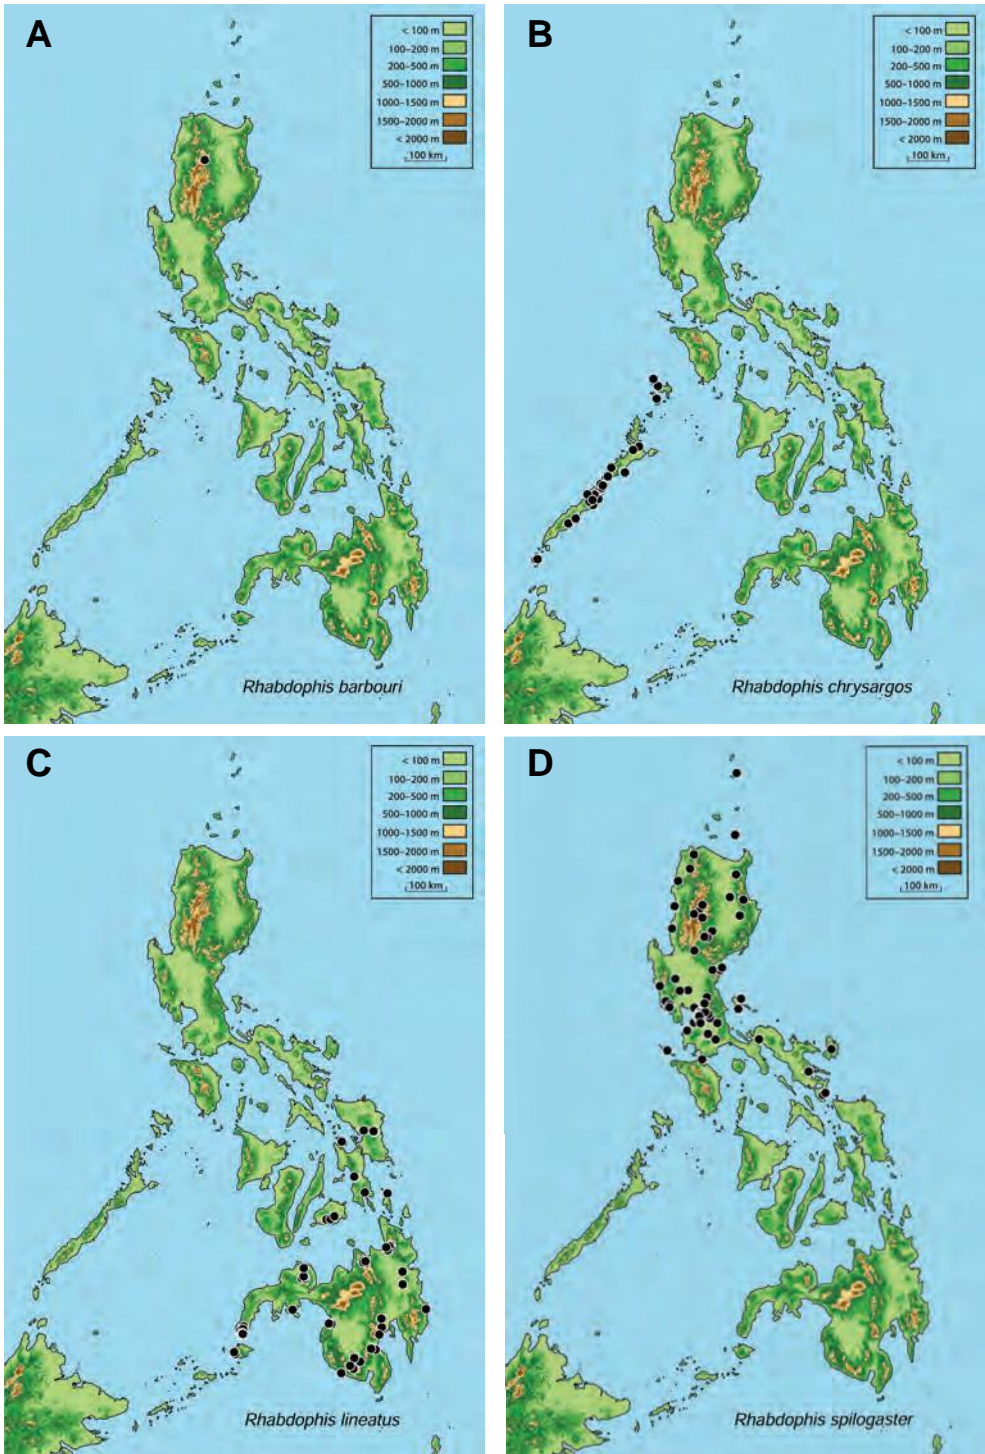 A
< 100 m
100–200 m
200–500 m
500–1000 m
1000–1500 m
1500–2000 m
< 2000 m
100 km
Rhabdophis barbouri
B
< 100 m
100–200 m
200–500 m
500–1000 m
1000–1500 m
1500–2000 m
< 2000 m
100 km
Rhabdophis chrysargos
C
< 100 m
100–200 m
200–500 m
500–1000 m
1000–1500 m
1500–2000 m
< 2000 m
100 km
Rhabdophis lineatus
D
< 100 m
100–200 m
200–500 m
500–1000 m
1000–1500 m
1500–2000 m
< 2000 m
100 km
Rhabdophis spilogaster